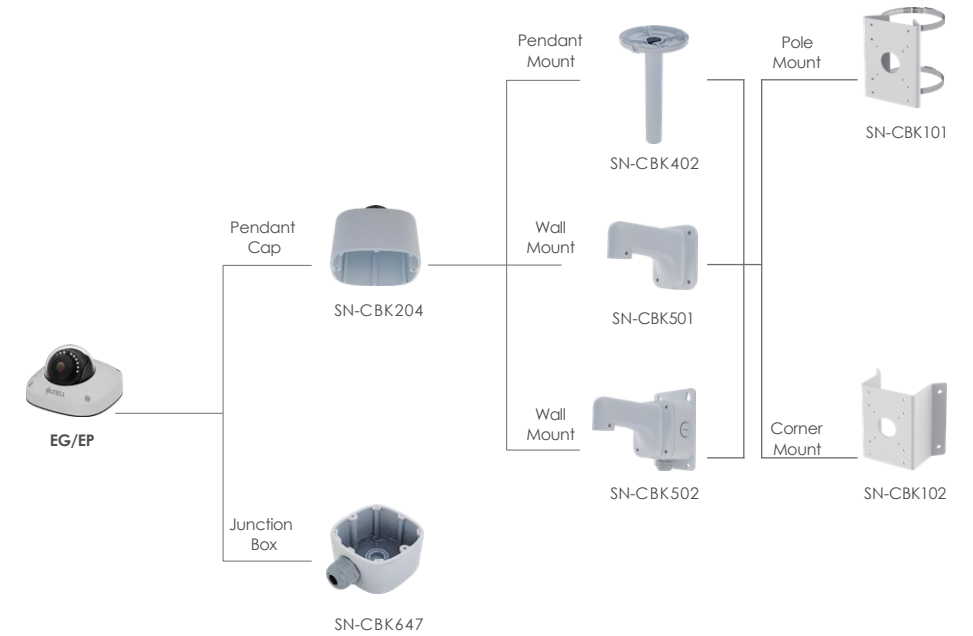 Pendant
Mount
SN-CBK402
Pole
Mount
SN-CBK101
Pendant
Cap
SN-CBK204
Wall
Mount
SN-CBK501
EG/EP
Wall
Mount
SN-CBK502
Corner
Mount
SN-CBK102
Junction
Box
SN-CBK647